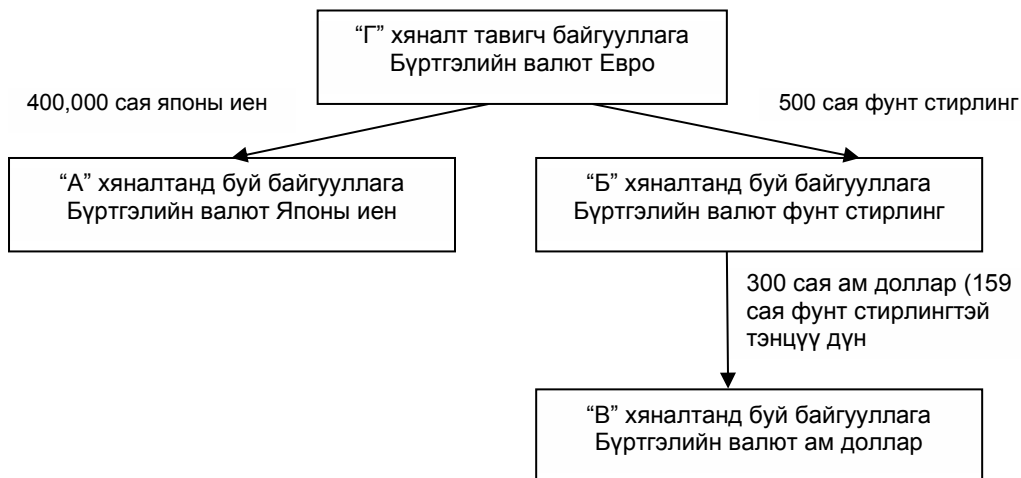 “Г” хяналт тавигч байгууллага
Бүртгэлийн валют Евро
400,000 сая японы иен
500 сая фунт стирлинг
“А” хяналтанд буй байгууллага
Бүртгэлийн валют Японы иен
“Б” хяналтанд буй байгууллага
Бүртгэлийн валют фунт стирлинг
300 сая ам доллар (159
сая фунт стирлингтэй
тэнцүү дүн
“В” хяналтанд буй байгууллага
Бүртгэлийн валют ам доллар